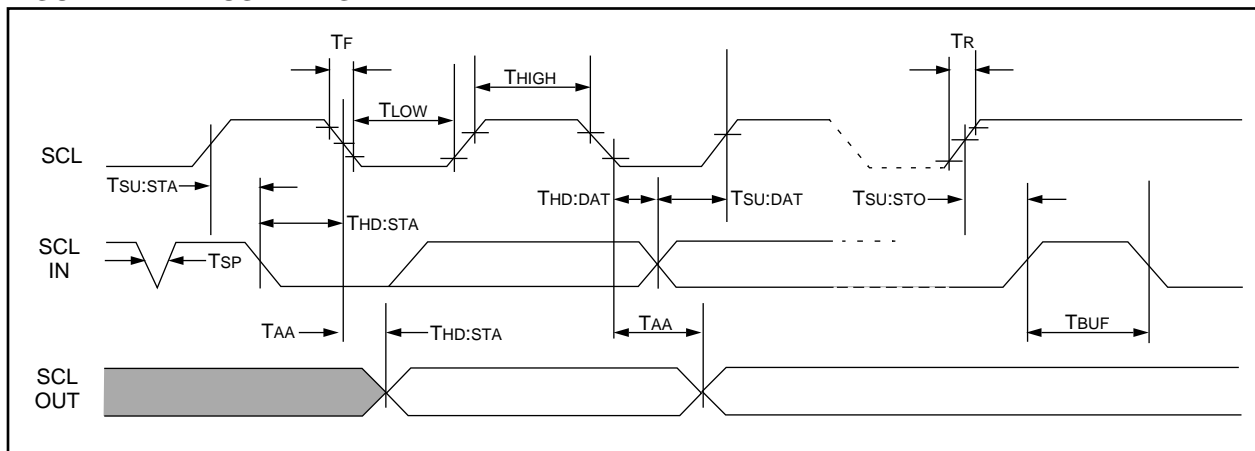 TF
TR
THIGH
TLOW
SCL
TSU:STA
THD:DAT
TSU:DAT
TSU:STO
THD:STA
SCL
IN
TSP
TAA
THD:STA
TAA
TBUF
SCL
OUT